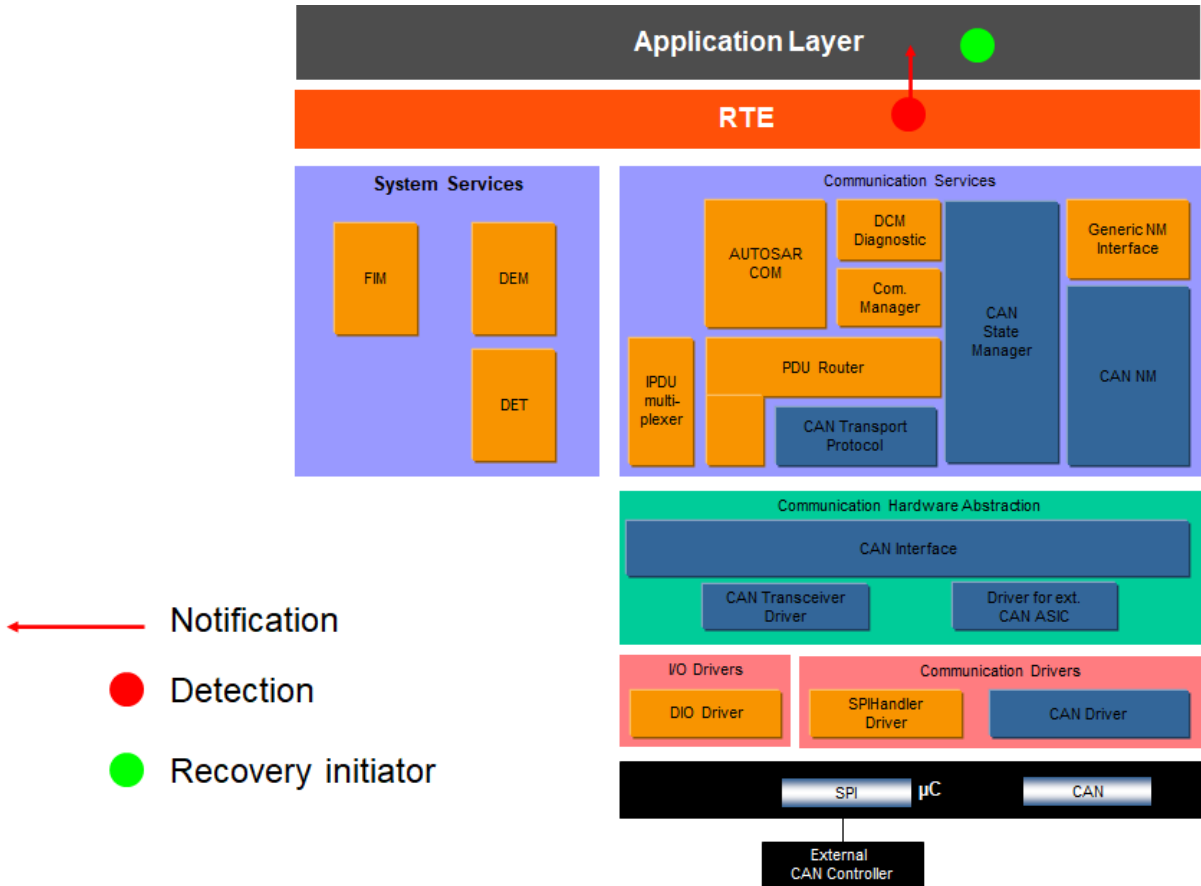 Application Layer
RTE
System Services
FIM
DEM
DET
Communication Services
AUTOSAR
COM
DCM
Diagnostic
Com.
Manager
CAN
State
Manager
Generic NM
Interface
CAN NM
IPDU
multi-
plexer
PDU Router
CAN Transport
Protocol
Communication Hardware Abstraction
CAN Interface
CAN Transceiver
Driver
Driver for ext.
CAN ASIC
I/O Drivers
DIO Driver
Communication Drivers
SPIHandler
Driver
CAN Driver
SPI
µC
CAN
External
CAN Controller
Notification
Detection
Recovery initiator